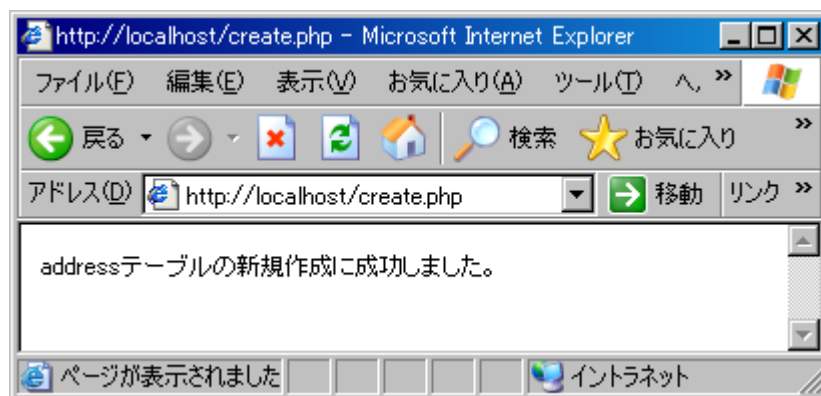 http://localhost/create.php - Microsoft Internet Explorer
ファイル(F) 編集(E) 表示(V) お気に入り(A) ツール(T) ヘ, »
戻る 検索 お気に入り »
アドレス(D) http://localhost/create.php 移動 リンク »
addressテーブルの新規作成に成功しました。
ページが表示されました イントラネット